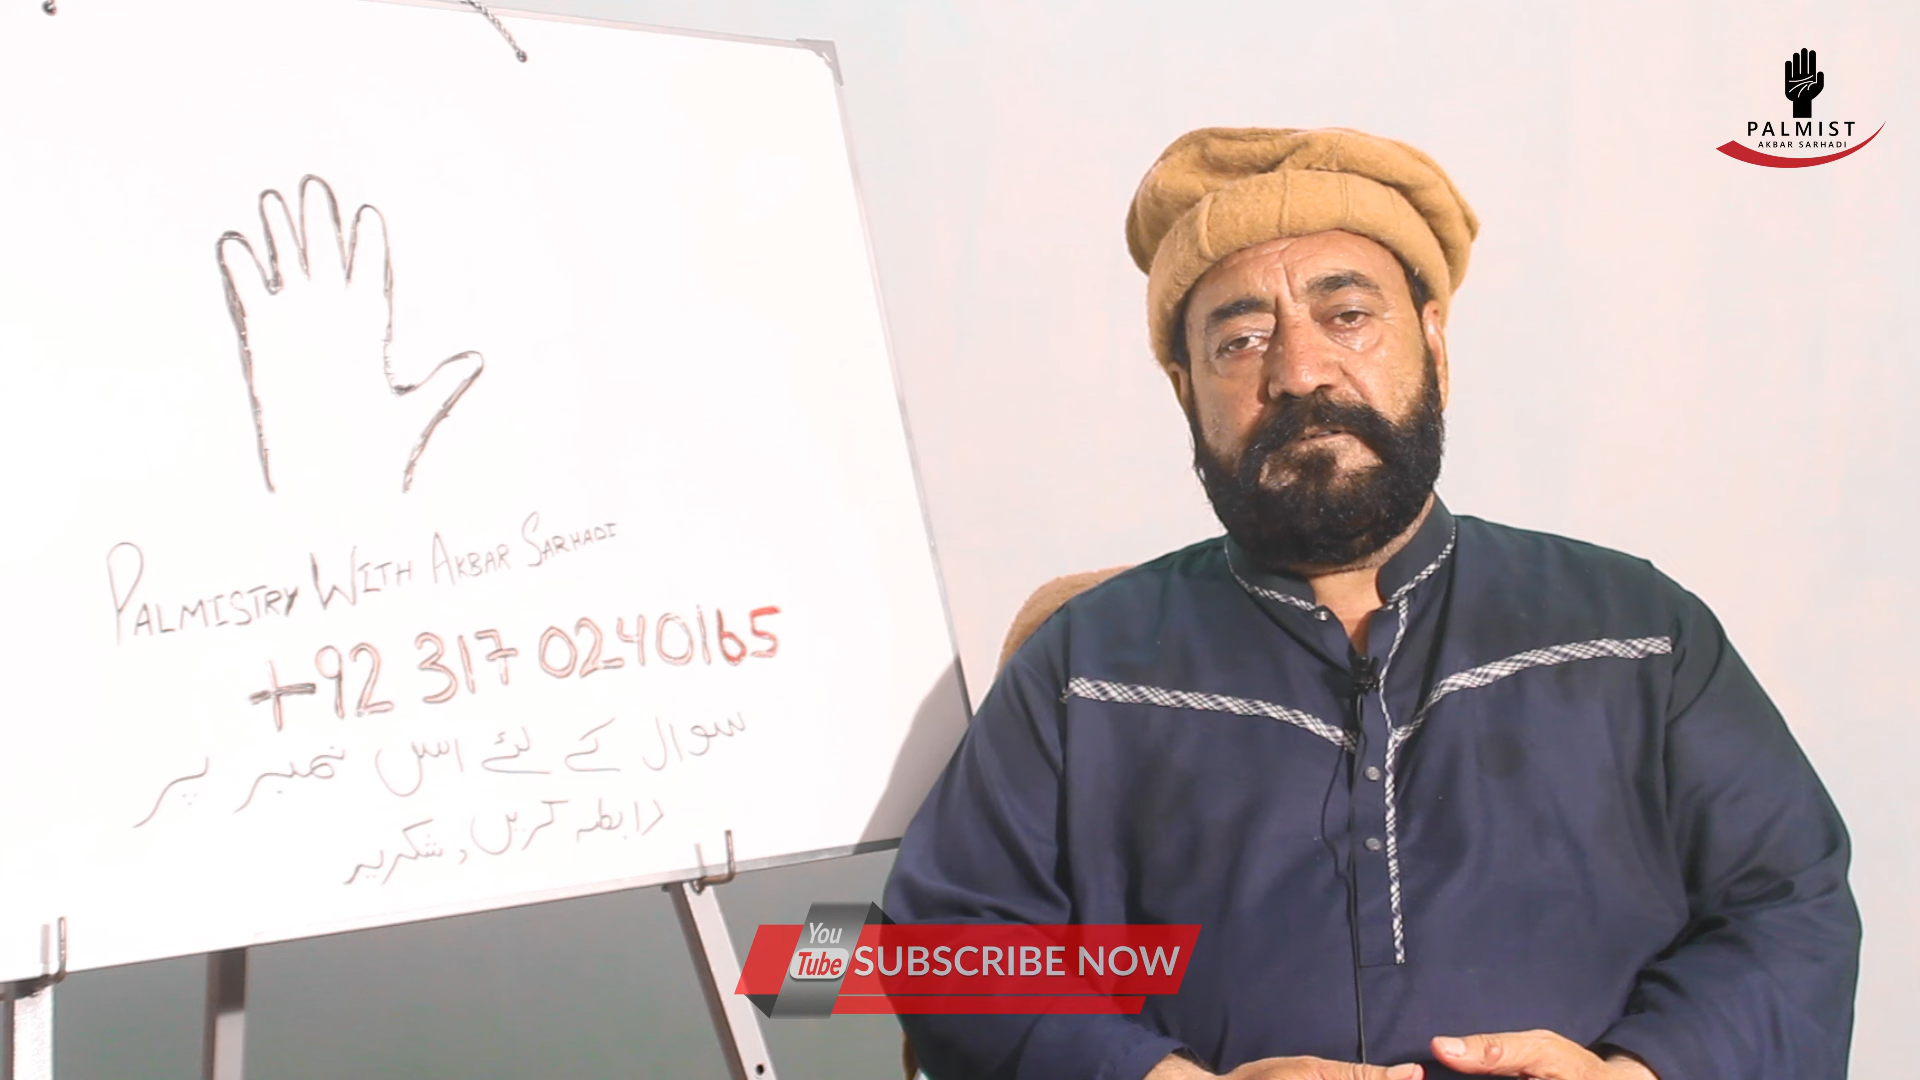 PALMIST
AKBAR SARHADI
PALMISTRY WITH AKBAR SARHADI
+92 317 0240165
سوال کے لئے اس نمبر پر
رابطہ کریں، شکریہ
You
Tube
SUBSCRIBE NOW